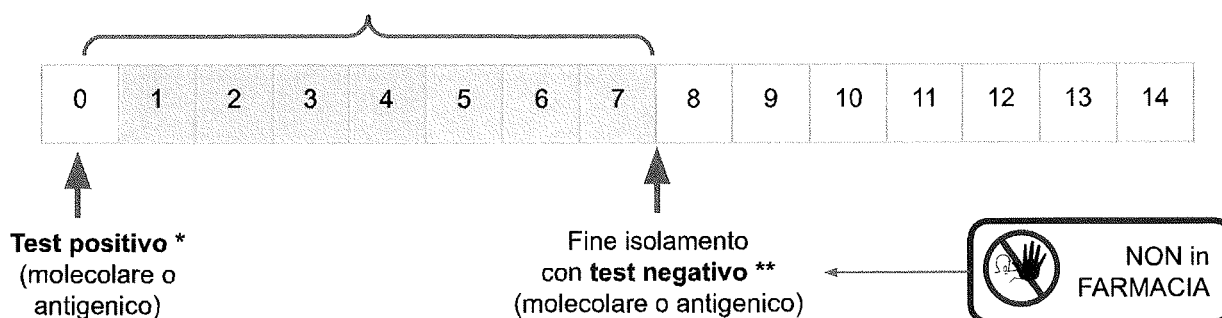 0 1 2 3 4 5 6 7 8 9 10 11 12 13 14
Test positivo *
(molecolare o
antigenico)
Fine isolamento
con test negativo **
(molecolare o antigenico)
NON in
FARMACIA